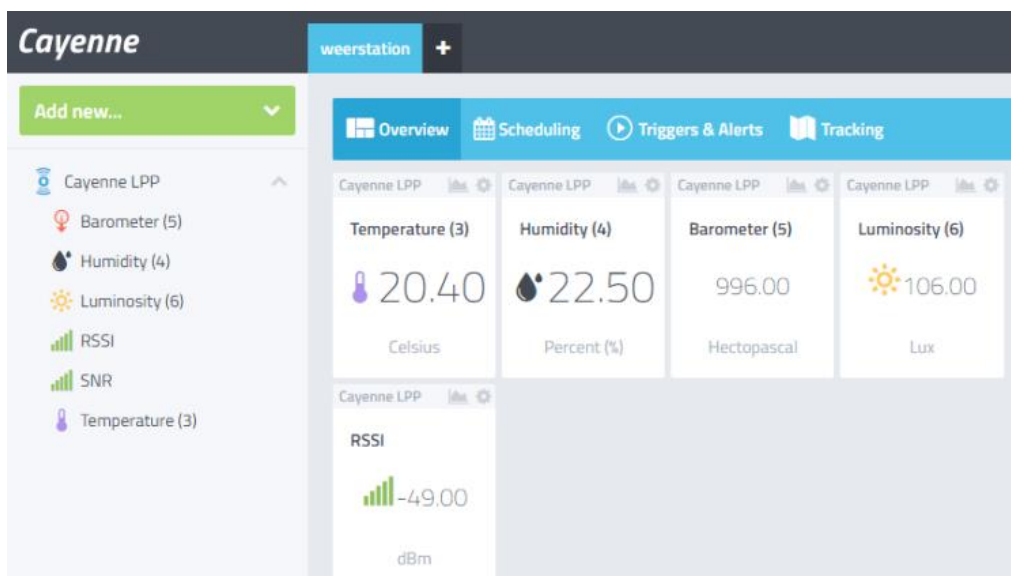 Cayenne
weerstation +
Add new...
Overview Scheduling Triggers & Alerts Tracking
Cayenne LPP
Barometer (5)
Humidity (4)
Luminosity (6)
RSSI
SNR
Temperature (3)
Cayenne LPP
Temperature (3)
20.40
Celsius
Cayenne LPP
Humidity (4)
22.50
Percent (%)
Cayenne LPP
Barometer (5)
996.00
Hectopascal
Cayenne LPP
Luminosity (6)
106.00
Lux
Cayenne LPP
RSSI
-49.00
dBm